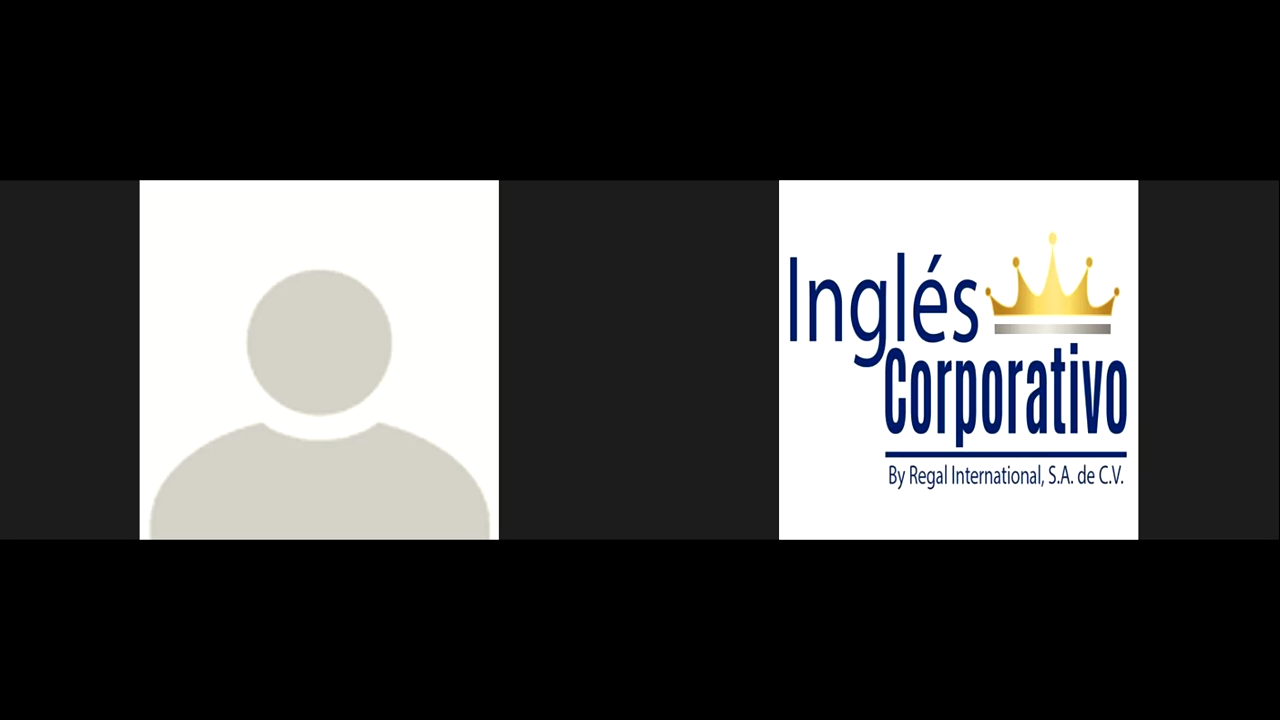 Inglés
Corporativo
By Regal International, S.A. de C.V.